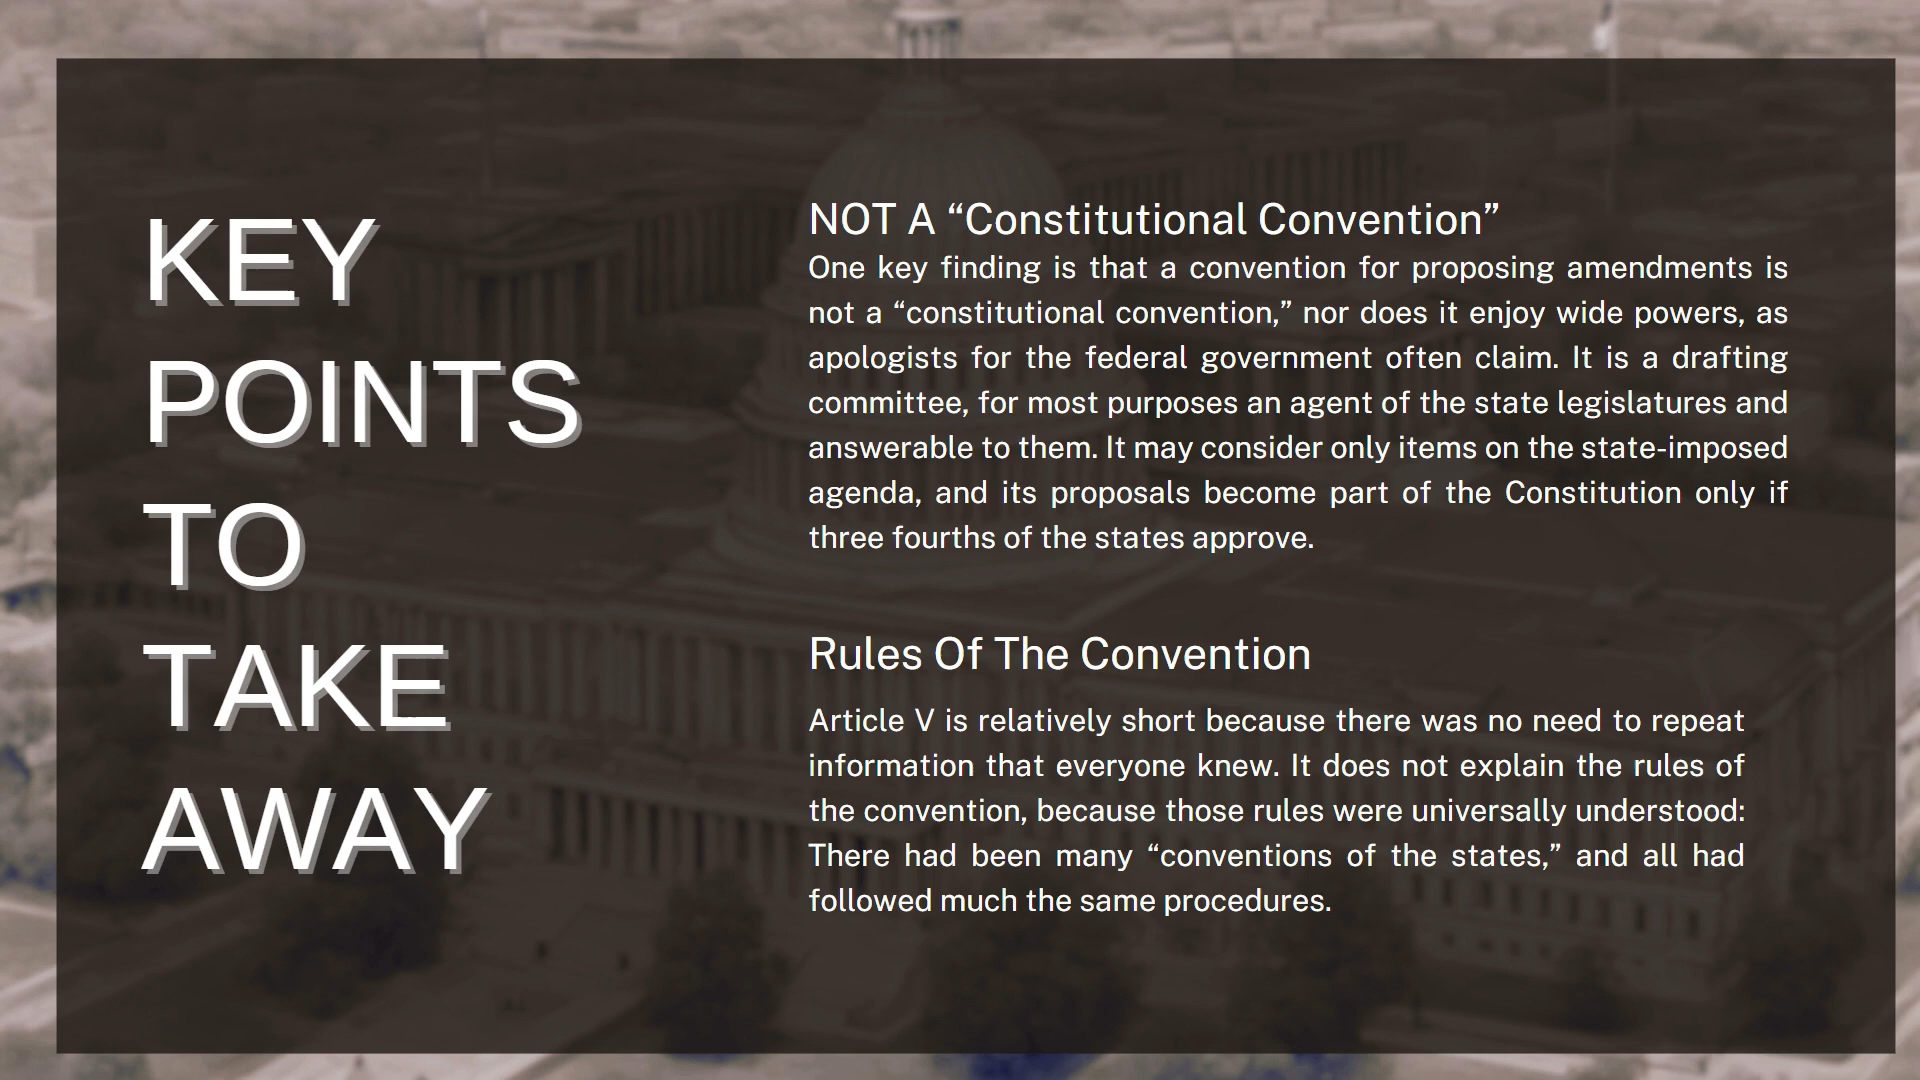 KEY
POINTS
TO
TAKE
AWAY
NOT A “Constitutional Convention”
One key finding is that a convention for proposing amendments is
not a “constitutional convention,” nor does it enjoy wide powers, as
apologists for the federal government often claim. It is a drafting
committee, for most purposes an agent of the state legislatures and
answerable to them. It may consider only items on the state-imposed
agenda, and its proposals become part of the Constitution only if
three fourths of the states approve.
Rules Of The Convention
Article V is relatively short because there was no need to repeat
information that everyone knew. It does not explain the rules of
the convention, because those rules were universally understood:
There had been many “conventions of the states,” and all had
followed much the same procedures.